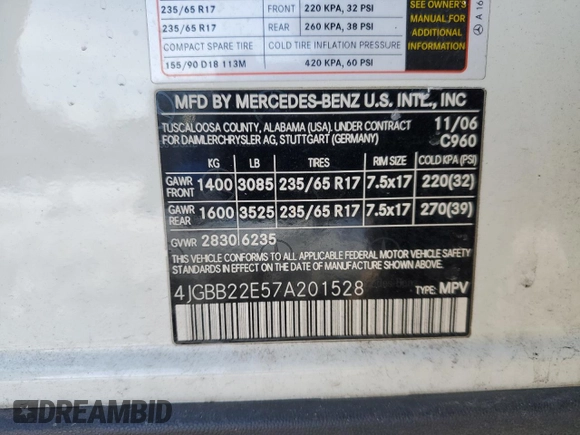 235/65 R17 FRONT 220 KPA, 32 PSI
235/65 R17 REAR 260 KPA, 38 PSI
COMPACT SPARE TIRE COLD TIRE INFLATION PRESSURE
155/90 D18 113M 420 KPA, 60 PSI
SEE OWNER'S
MANUAL FOR
ADDITIONAL
INFORMATION
A 16
MFD BY MERCEDES-BENZ U.S. INTL., INC
TUSCALOOSA COUNTY, ALABAMA (USA). UNDER CONTRACT 11/06
FOR DAIMLERCHRYSLER AG, STUTTGART (GERMANY) C960
KG LB TIRES RIM SIZE COLD KPA (PSI)
GAWR FRONT 1400 3085 235/65 R17 7.5x17 220(32)
GAWR REAR 1600 3525 235/65 R17 7.5x17 270(39)
GVWR 2830 6235
THIS VEHICLE CONFORMS TO ALL APPLICABLE FEDERAL MOTOR VEHICLE SAFETY
STANDARDS IN EFFECT ON THE DATE OF MANUFACTURE SHOWN ABOVE.
4JGBB22E57A201528 TYPE: MPV
DREAMBID